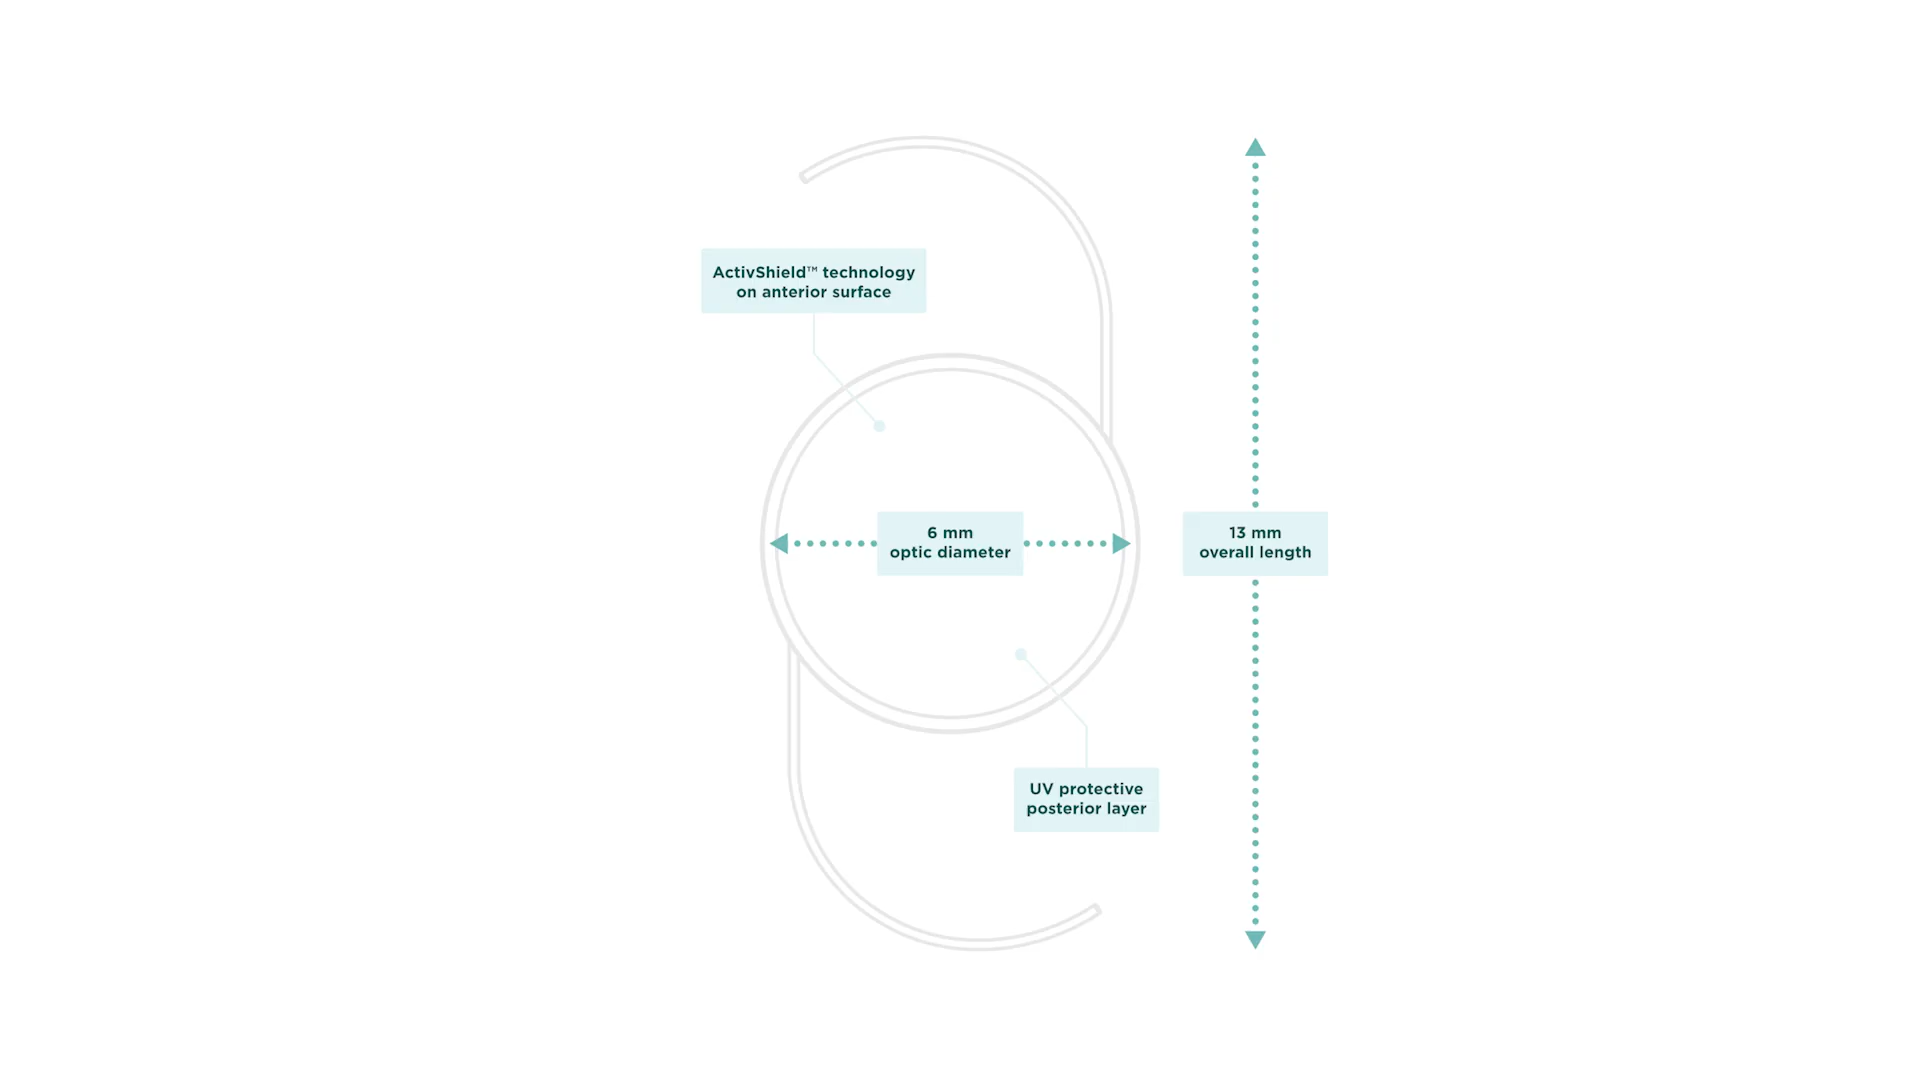 ActivShield™ technology
on anterior surface
6 mm
optic diameter
13 mm
overall length
UV protective
posterior layer